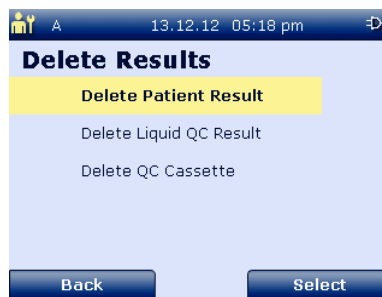 A 13.12.12 05:18 pm
Delete Results
Delete Patient Result
Delete Liquid QC Result
Delete QC Cassette
Back Select